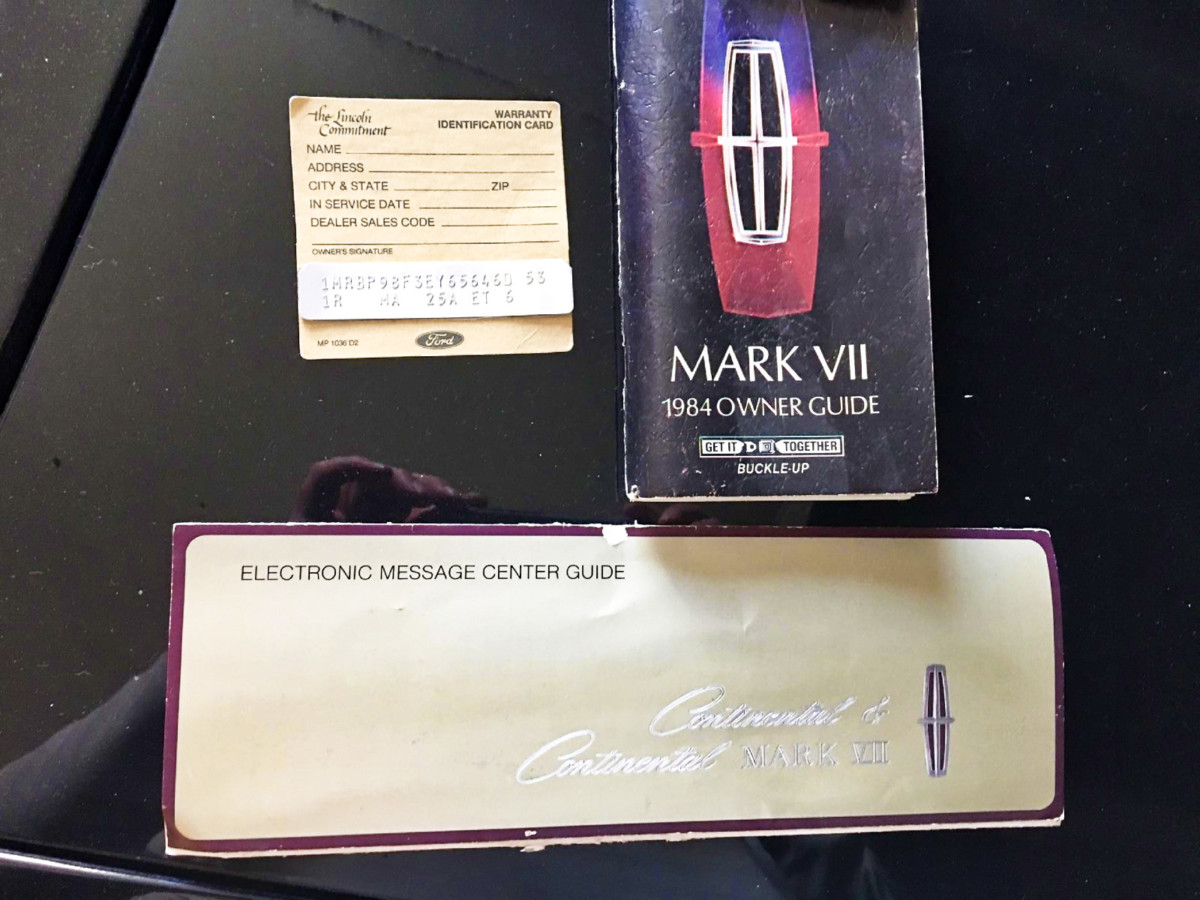 the Lincoln
Commitment
WARRANTY
IDENTIFICATION CARD
NAME
ADDRESS
CITY & STATE ZIP
IN SERVICE DATE
DEALER SALES CODE
OWNER'S SIGNATURE
1MRBP98F3EY656460 53
1R MA 25A ET 6
MP 1036 D2
Ford
MARK VII
1984 OWNER GUIDE
GET IT TOGETHER
BUCKLE-UP
ELECTRONIC MESSAGE CENTER GUIDE
Continental &
Continental MARK VII